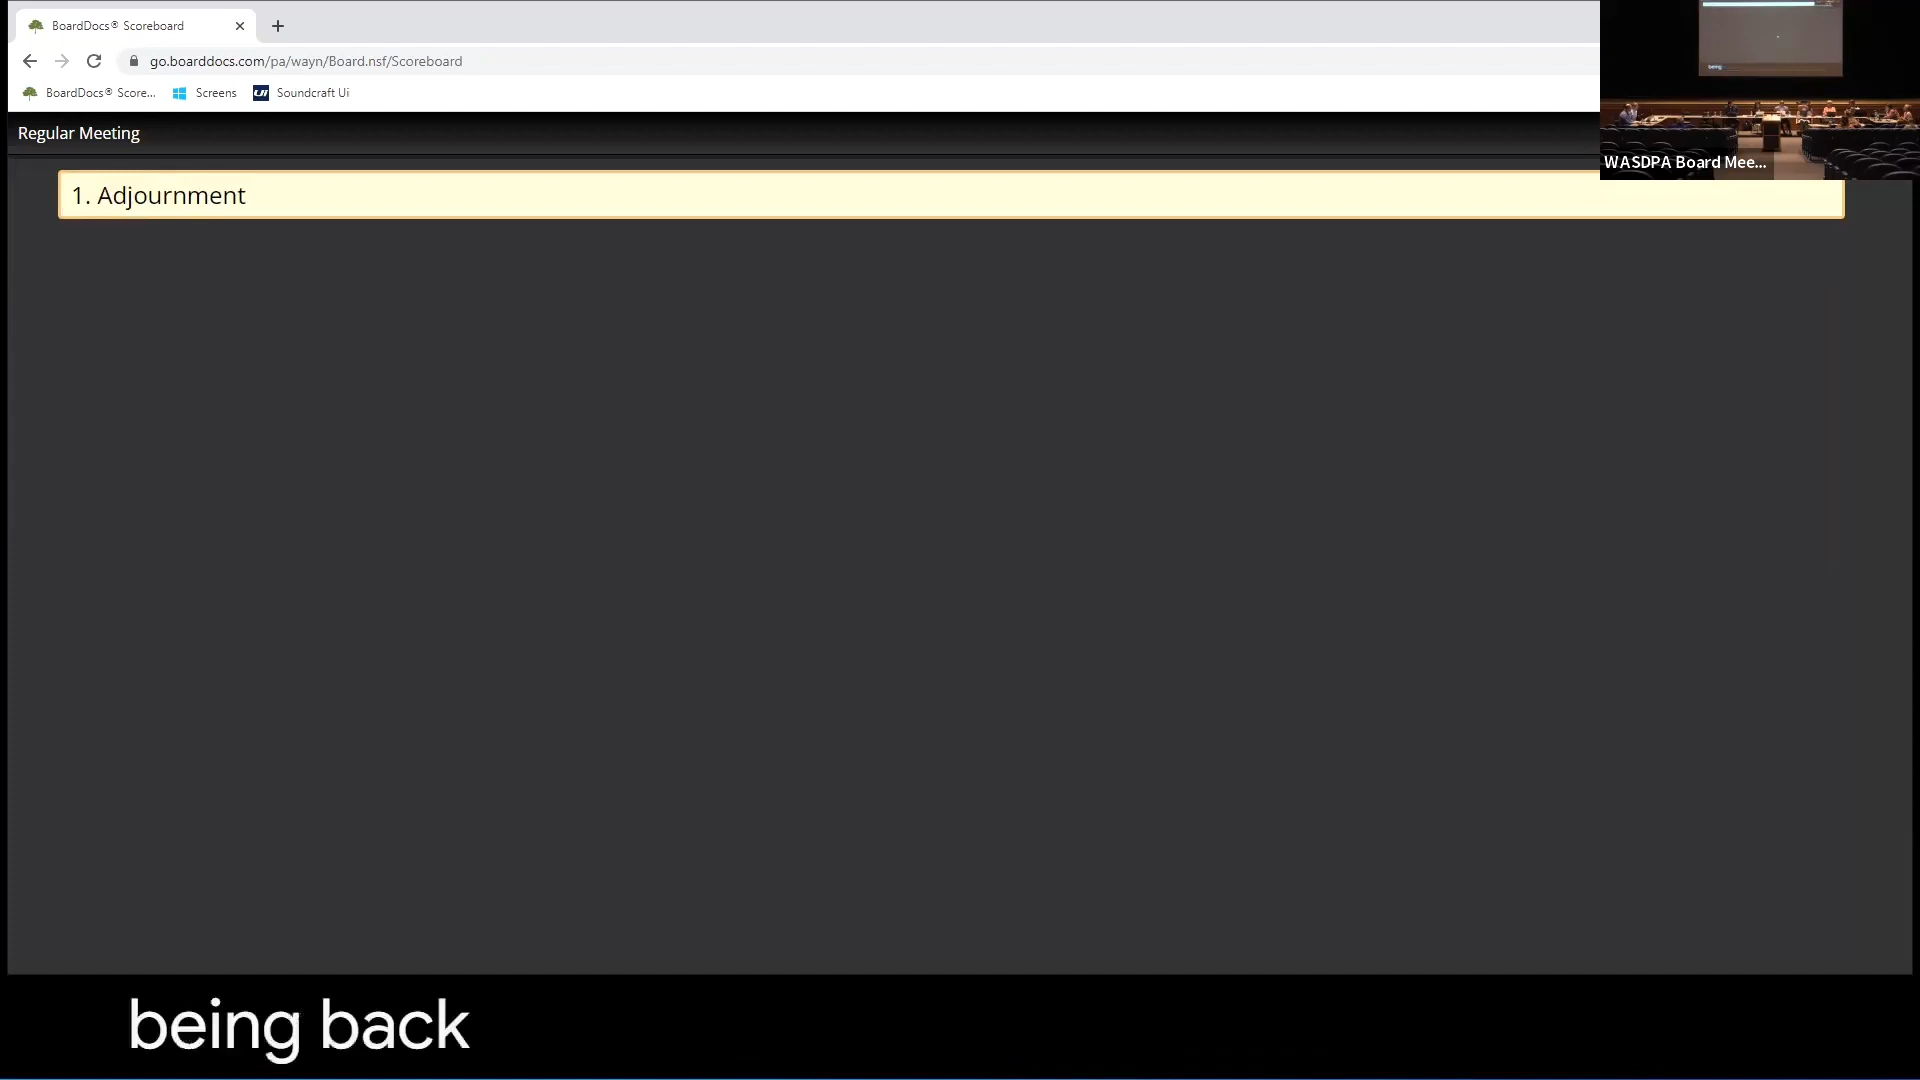 BoardDocs® Scoreboard
go.boarddocs.com/pa/wayn/Board.nsf/Scoreboard
BoardDocs® Score... Screens Soundcraft Ui
Regular Meeting
WASDPA Board Mee...
1. Adjournment
being back
being